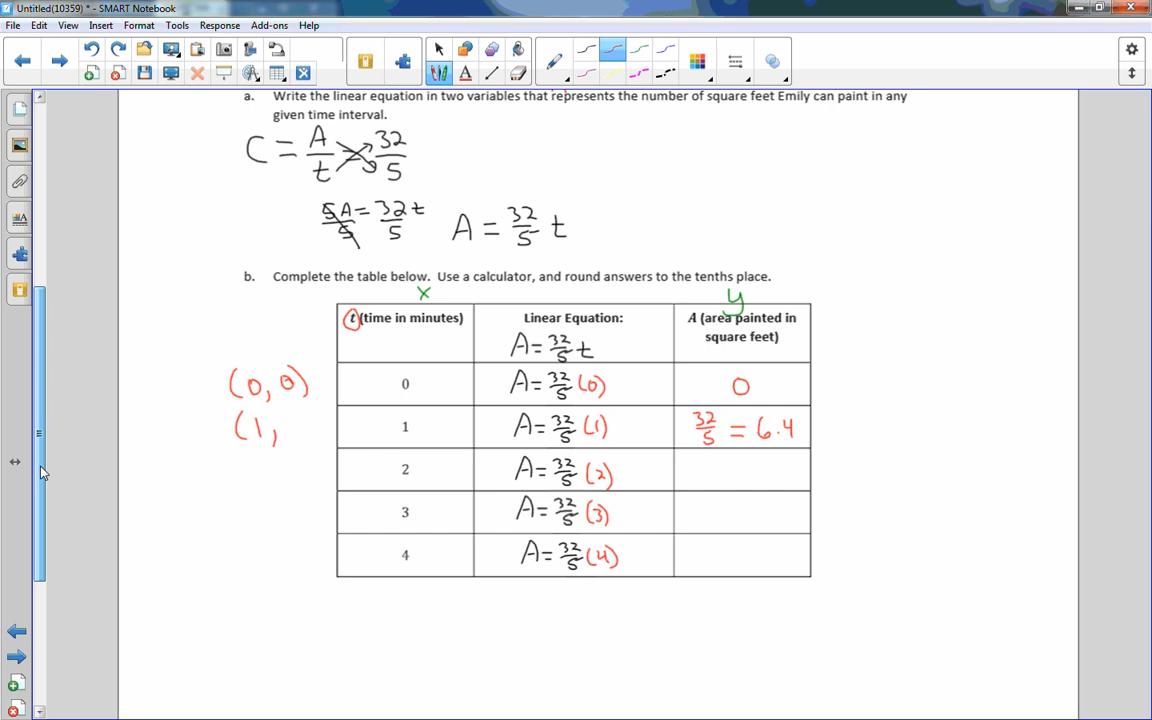 Untitled(10359) * - SMART Notebook
File Edit View Insert Format Tools Response Add-ons Help
a. Write the linear equation in two variables that represents the number of square feet Emily can paint in any
given time interval.
C = A/t = 32/5
5A/5 = 32t/5 A = 32/5 t
b. Complete the table below. Use a calculator, and round answers to the tenths place.
x y
t (time in minutes) Linear Equation: A (area painted in
square feet)
A = 32/5 t
(0, 0) 0 A = 32/5 (0) 0
(1, 1 A = 32/5 (1) 32/5 = 6.4
2 A = 32/5 (2)
3 A = 32/5 (3)
4 A = 32/5 (4)